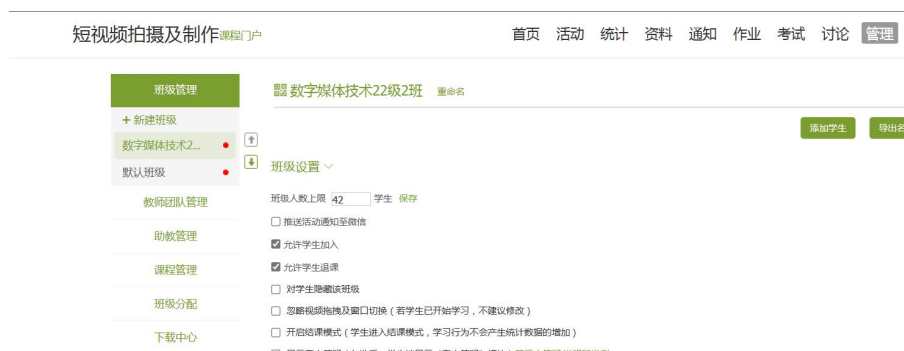 短视频拍摄及制作课程门户 首页 活动 统计 资料 通知 作业 考试 讨论 管理
班级管理 数字媒体技术22级2班 重命名
+ 新建班级
添加学生 导出名
数字媒体技术2...
班级设置
默认班级
班级人数上限 42 学生 保存
教师团队管理
推送活动通知至微信
助教管理
允许学生加入
课程管理
允许学生退课
对学生隐藏该班级
班级分配
忽略视频拖拽及窗口切换（若学生已开始学习，不建议修改）
下载中心
开启结课模式（学生进入结课模式，学习行为不会产生统计数据的增加）